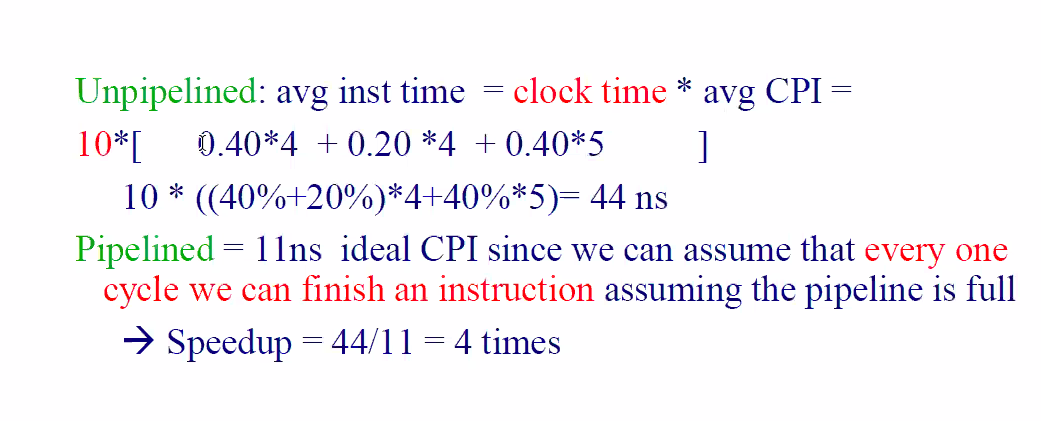 Unpipelined: avg inst time = clock time * avg CPI =
10*[ 0.40*4 + 0.20 *4 + 0.40*5 ]
10 * ((40%+20%)*4+40%*5)= 44 ns
Pipelined = 11ns ideal CPI since we can assume that every one
cycle we can finish an instruction assuming the pipeline is full
→ Speedup = 44/11 = 4 times